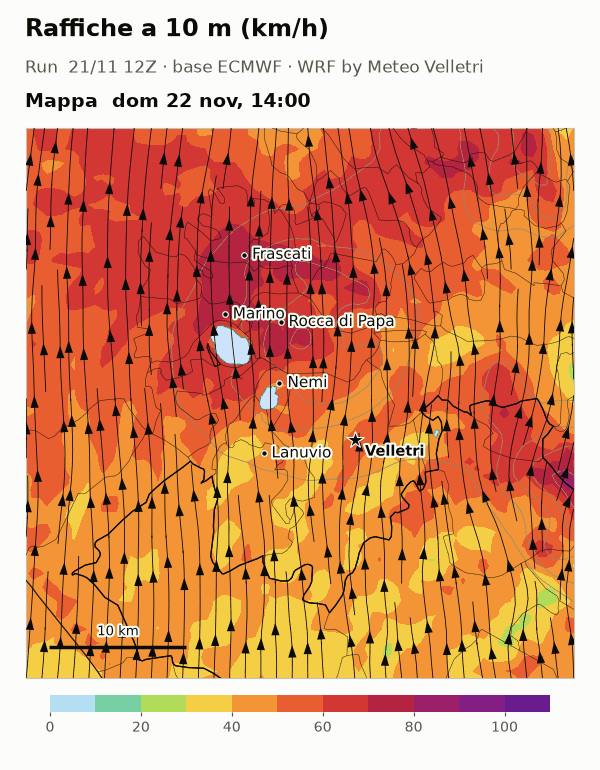 Raffiche a 10 m (km/h)
Run 21/11 12Z · base ECMWF · WRF by Meteo Velletri
Mappa dom 22 nov, 14:00
Frascati
Marino
Rocca di Papa
Nemi
Lanuvio
Velletri
10 km
0 20 40 60 80 100